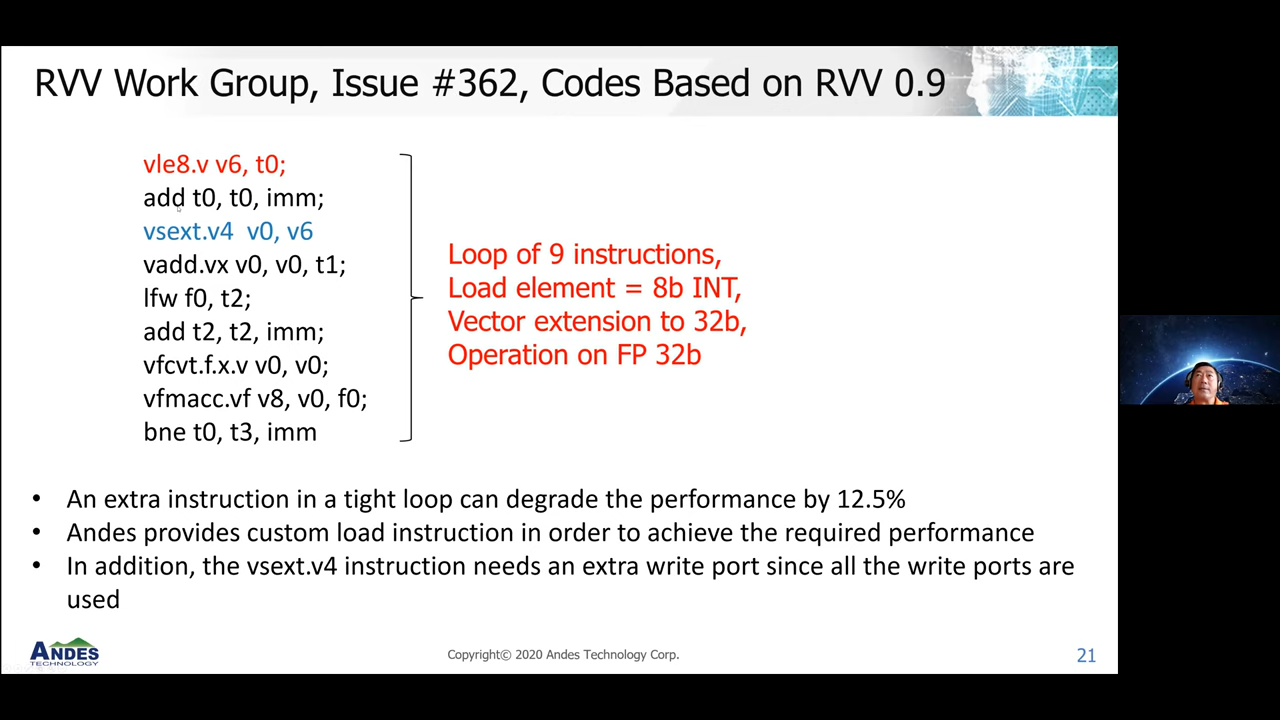 RVV Work Group, Issue #362, Codes Based on RVV 0.9
vle8.v v6, t0;
add t0, t0, imm;
vsext.v4 v0, v6
vadd.vx v0, v0, t1;
lfw f0, t2;
add t2, t2, imm;
vfcvt.f.x.v v0, v0;
vfmacc.vf v8, v0, f0;
bne t0, t3, imm
Loop of 9 instructions,
Load element = 8b INT,
Vector extension to 32b,
Operation on FP 32b
• An extra instruction in a tight loop can degrade the performance by 12.5%
• Andes provides custom load instruction in order to achieve the required performance
• In addition, the vsext.v4 instruction needs an extra write port since all the write ports are
used
ANDES
TECHNOLOGY
Copyright© 2020 Andes Technology Corp.
21